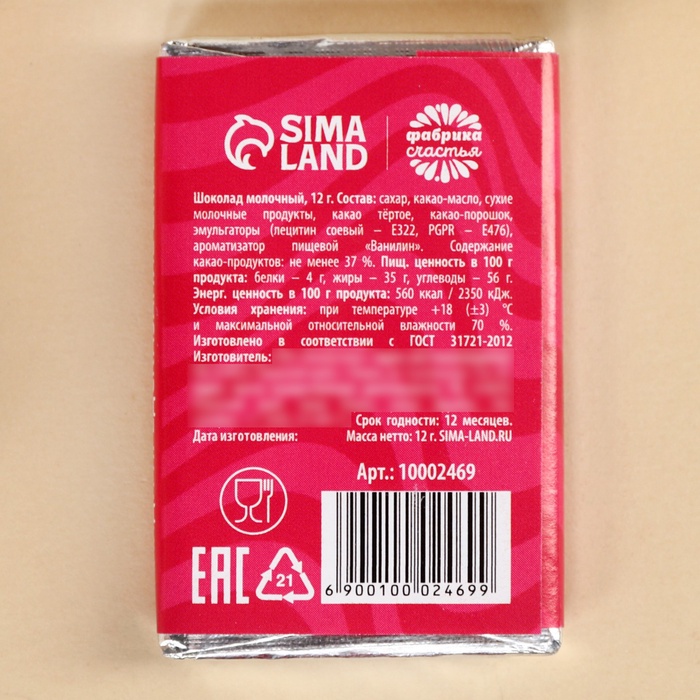 SIMA LAND
фабрика счастья
Шоколад молочный, 12 г. Состав: сахар, какао-масло, сухие
молочные продукты, какао тёртое, какао-порошок,
эмульгаторы (лецитин соевый – Е322, PGPR – Е476),
ароматизатор пищевой «Ванилин». Содержание
какао-продуктов: не менее 37 %. Пищ. ценность в 100 г
продукта: белки – 4 г, жиры – 35 г, углеводы – 56 г.
Энерг. ценность в 100 г продукта: 560 ккал / 2350 кДж.
Условия хранения: при температуре +18 (±3) °С
и максимальной относительной влажности 70 %.
Изготовлено в соответствии с ГОСТ 31721-2012
Изготовитель:
Срок годности: 12 месяцев.
Дата изготовления: Масса нетто: 12 г. SIMA-LAND.RU
Арт.: 10002469
EAC 21 6 900100 024699